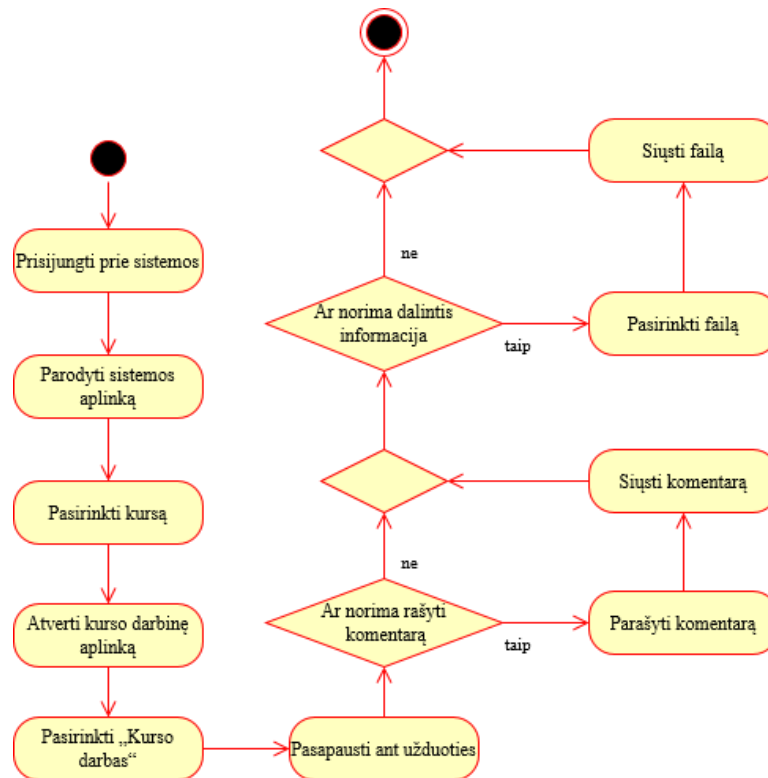 Prisijungti prie sistemos
Parodyti sistemos
aplinką
Pasirinkti kursą
Atverti kurso darbinę
aplinką
Pasirinkti „Kurso
darbas“
Pasapausti ant užduoties
Ar norima rašyti
komentarą
taip
Parašyti komentarą
Siųsti komentarą
ne
Ar norima dalintis
informacija
taip
Pasirinkti failą
Siųsti failą
ne